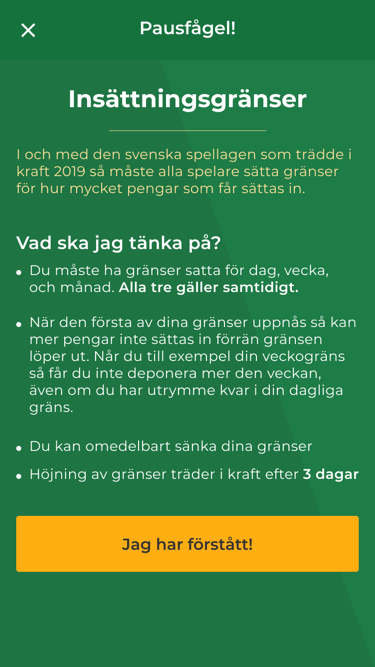 Pausfågel!
Insättningsgränser
I och med den svenska spellagen som trädde i
kraft 2019 så måste alla spelare sätta gränser
för hur mycket pengar som får sättas in.
Vad ska jag tänka på?
Du måste ha gränser satta för dag, vecka,
och månad. Alla tre gäller samtidigt.
När den första av dina gränser uppnås så kan
mer pengar inte sättas in förrän gränsen
löper ut. Når du till exempel din veckogräns
så får du inte deponera mer den veckan,
även om du har utrymme kvar i din dagliga
gräns.
Du kan omedelbart sänka dina gränser
Höjning av gränser träder i kraft efter 3 dagar
Jag har förstått!